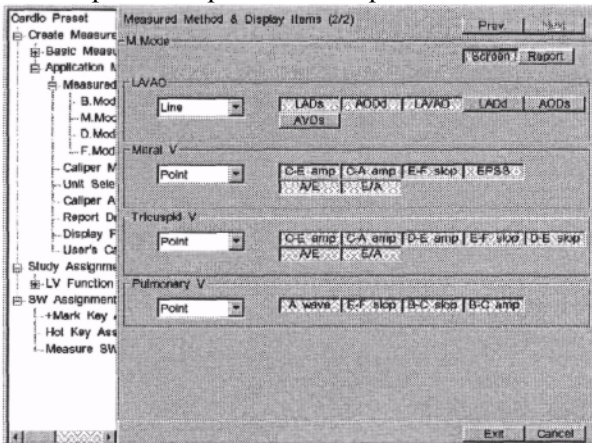 Cardio Preset
Create Measure
Basic Measu
Application M
Measured
B.Mod
M.Moc
D.Mod
F.Mod
Caliper M
Unit Sele
Caliper A
Report De
Display F
User's Ca
Study Assignme
LV Function
SW Assignment
+Mark Key
Hot Key Ass
Measure SW
Measured Method & Display Items (2/2)
Prev. Next
M.Mode
Screen Report
LA/AO
Line LADs AODd LA/AO LADd AODs
AVDs
Mitral V
Point C-E amp C-A amp E-F slop EPSS
A/E E/A
Tricuspid V
Point C-E amp C-A amp D-E amp E-F slop D-E slop
A/E E/A
Pulmonary V
Point A wave E-F slop B-C slop B-C amp
Exit Cancel